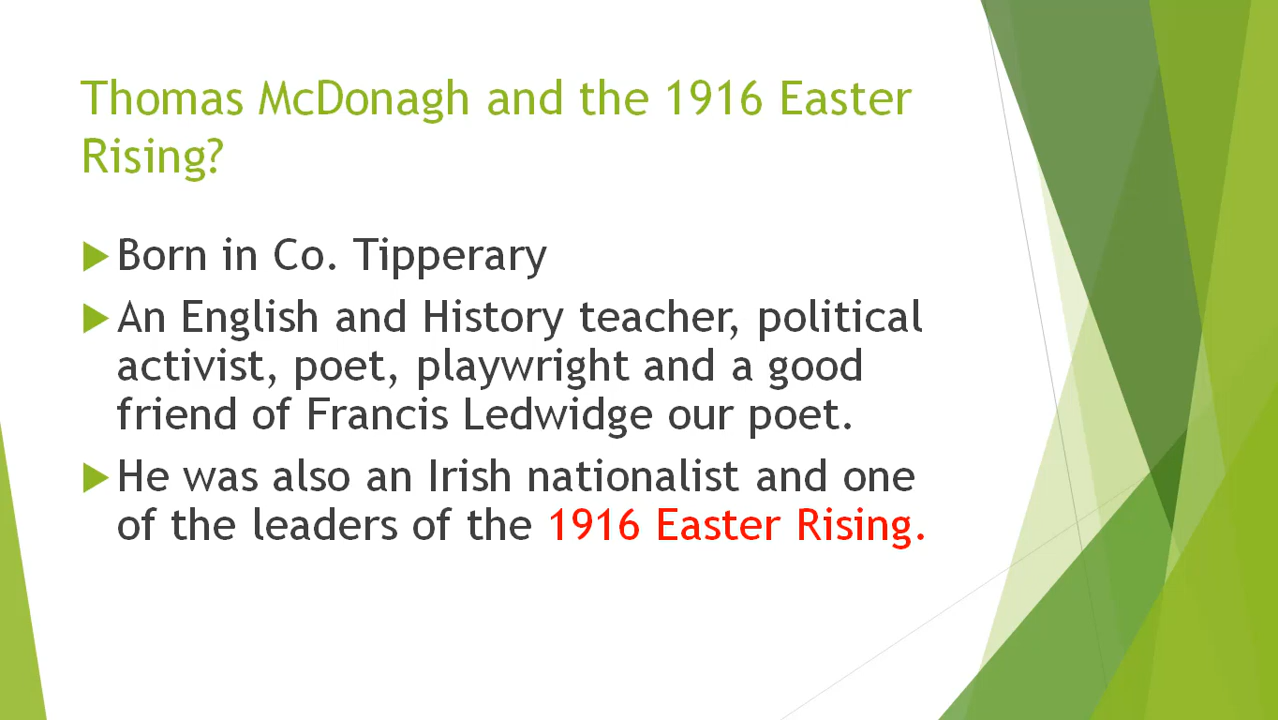 Thomas McDonagh and the 1916 Easter
Rising?
Born in Co. Tipperary
An English and History teacher, political
activist, poet, playwright and a good
friend of Francis Ledwidge our poet.
He was also an Irish nationalist and one
of the leaders of the 1916 Easter Rising.